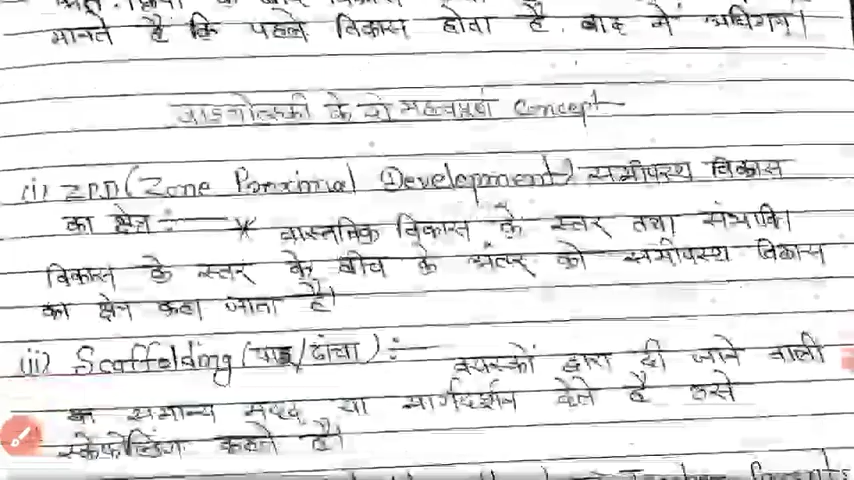 मानते है कि पहले विकास होता है. बाद में अधिगम।
वाइगोत्स्की के दो महत्वपूर्ण Concept
(i) ZPD (Zone Proximal Development) समीपस्थ विकास
का क्षेत्र :— * वास्तविक विकास के स्तर तथा संभावित
विकास के स्तर के बीच के अंतर को समीपस्थ विकास
का क्षेत्र कहा जाता है।
(ii) Scaffolding (पाड़/ढांचा) :— वयस्कों द्वारा दी जाने वाली
समान्य मदद या मार्गदर्शन देते है उसे
स्केफोल्डिंग कहते है।